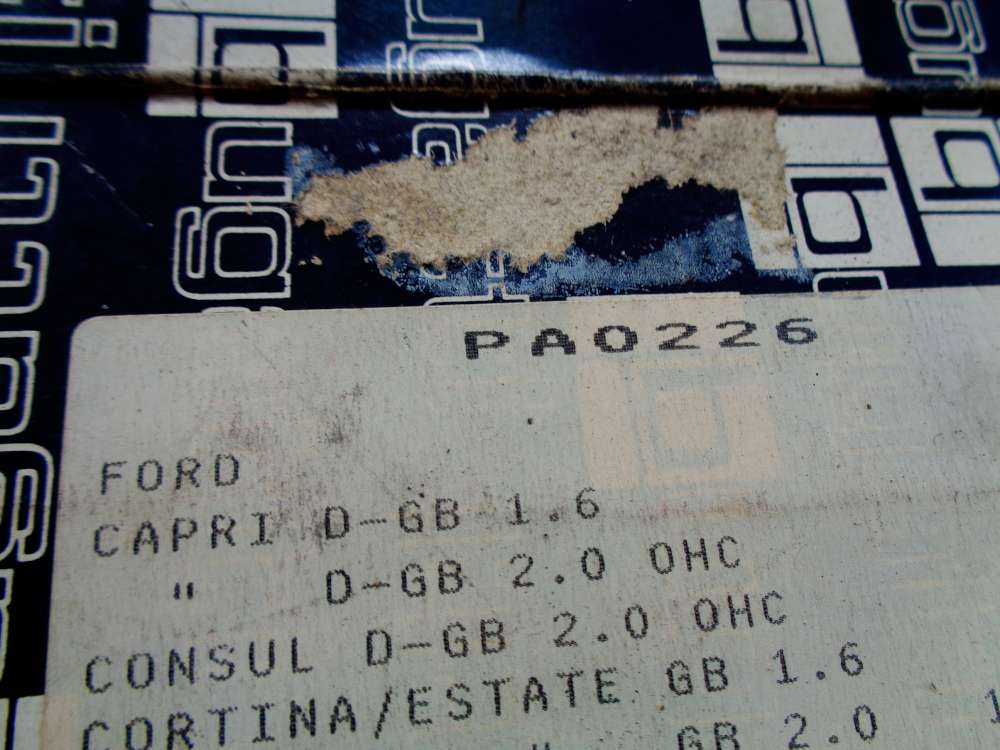 PA0226
FORD
CAPRI D-GB 1.6
" D-GB 2.0 OHC
CONSUL D-GB 2.0 OHC
CORTINA/ESTATE GB 1.6
" GB 2.0